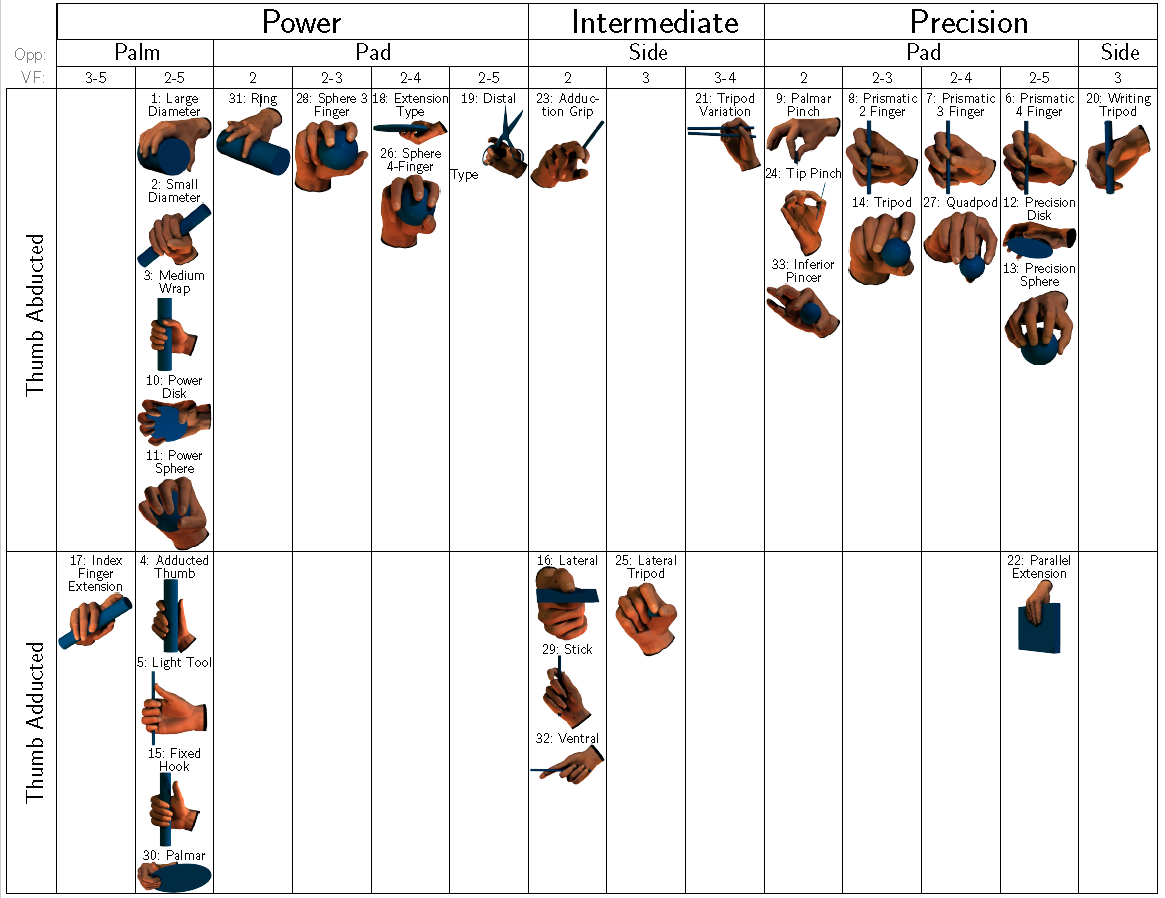 Power Intermediate Precision
Opp: Palm Pad Side Pad Side
VF: 3-5 2-5 2 2-3 2-4 2-5 2 3 3-4 2 2-3 2-4 2-5 3
Thumb Abducted
1: Large
Diameter
2: Small
Diameter
3: Medium
Wrap
10: Power
Disk
11: Power
Sphere
31: Ring
28: Sphere 3
Finger
18: Extension
Type
26: Sphere
4-Finger
19: Distal
Type
23: Adduc-
tion Grip
21: Tripod
Variation
9: Palmar
Pinch
24: Tip Pinch
33: Inferior
Pincer
8: Prismatic
2 Finger
14: Tripod
7: Prismatic
3 Finger
27: Quadpod
6: Prismatic
4 Finger
12: Precision
Disk
13: Precision
Sphere
20: Writing
Tripod
Thumb Adducted
17: Index
Finger
Extension
4: Adducted
Thumb
5: Light Tool
15: Fixed
Hook
30: Palmar
16: Lateral
29: Stick
32: Ventral
25: Lateral
Tripod
22: Parallel
Extension